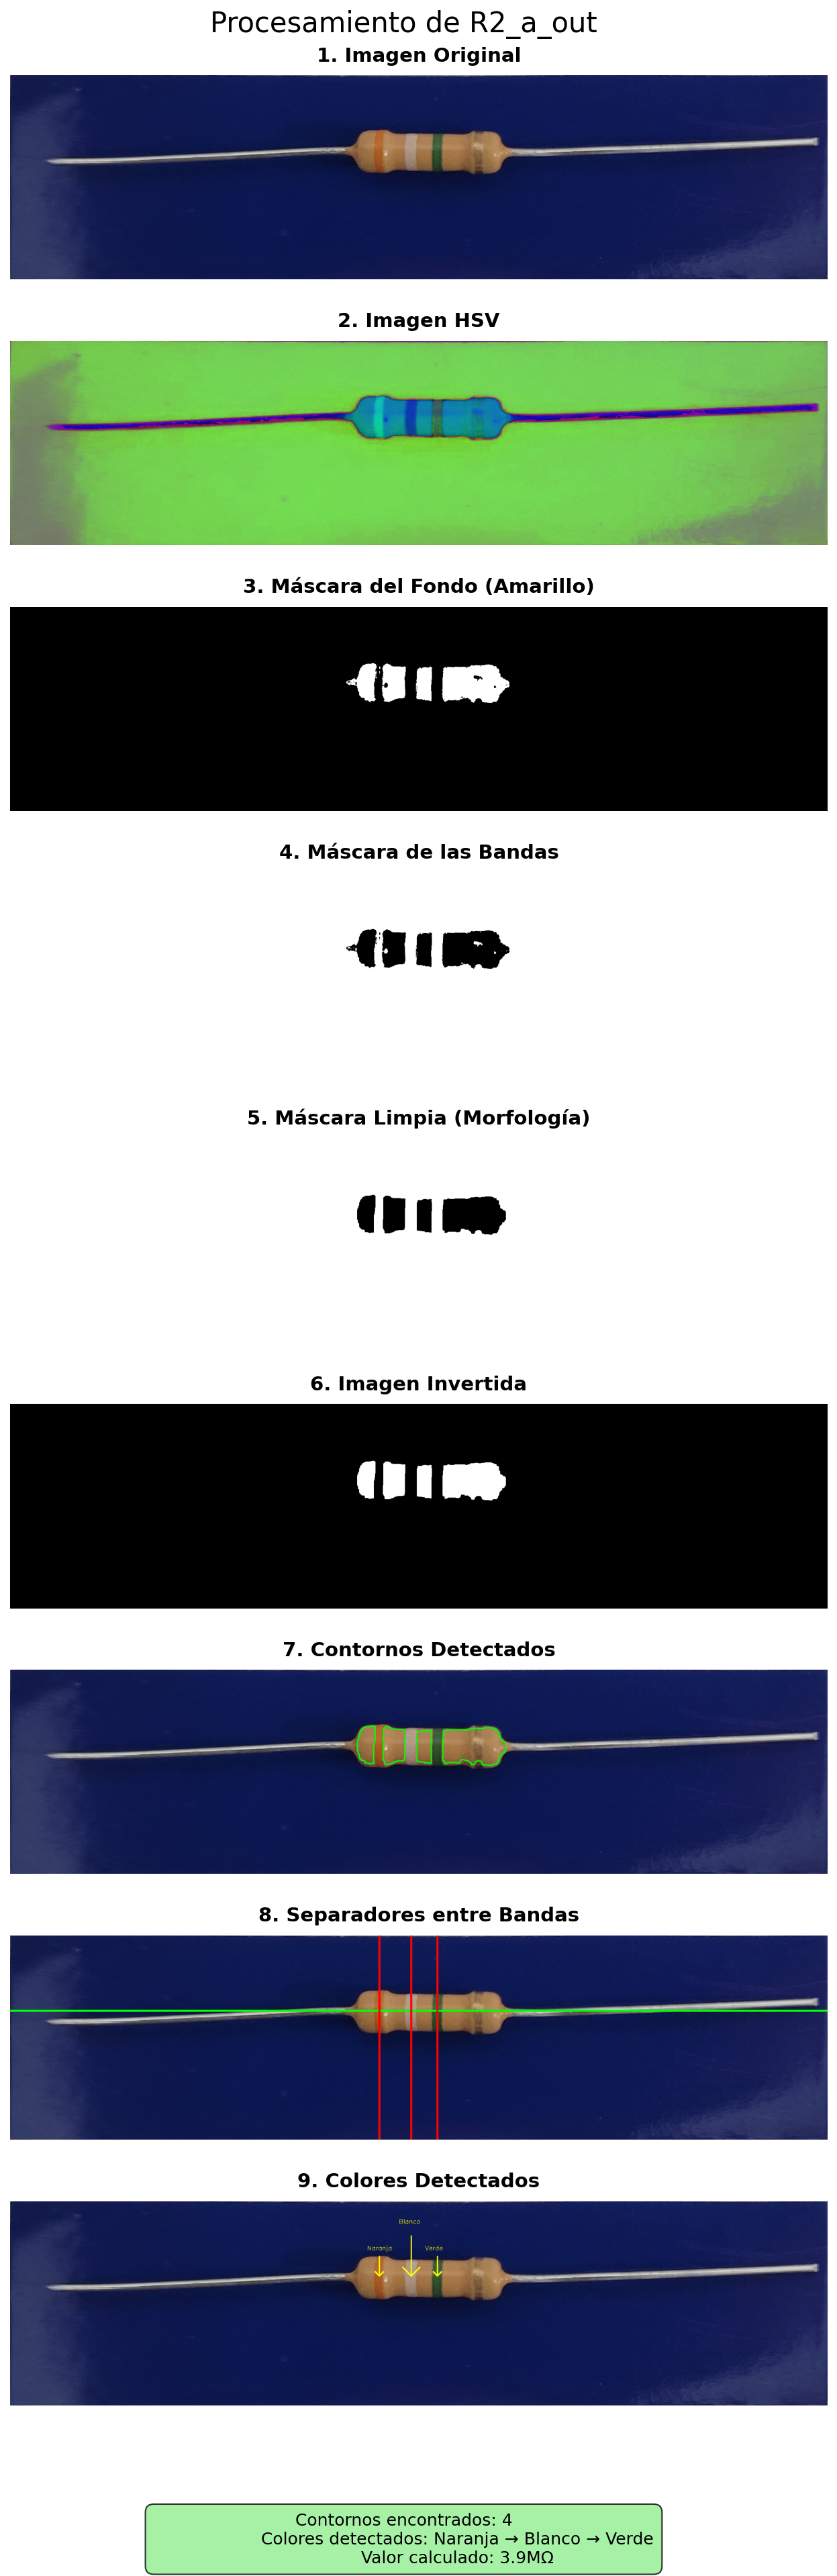 Procesamiento de R2_a_out
1. Imagen Original
2. Imagen HSV
3. Máscara del Fondo (Amarillo)
4. Máscara de las Bandas
5. Máscara Limpia (Morfología)
6. Imagen Invertida
7. Contornos Detectados
8. Separadores entre Bandas
9. Colores Detectados
Blanco
Naranja Verde
Contornos encontrados: 4
Colores detectados: Naranja → Blanco → Verde
Valor calculado: 3.9MΩ